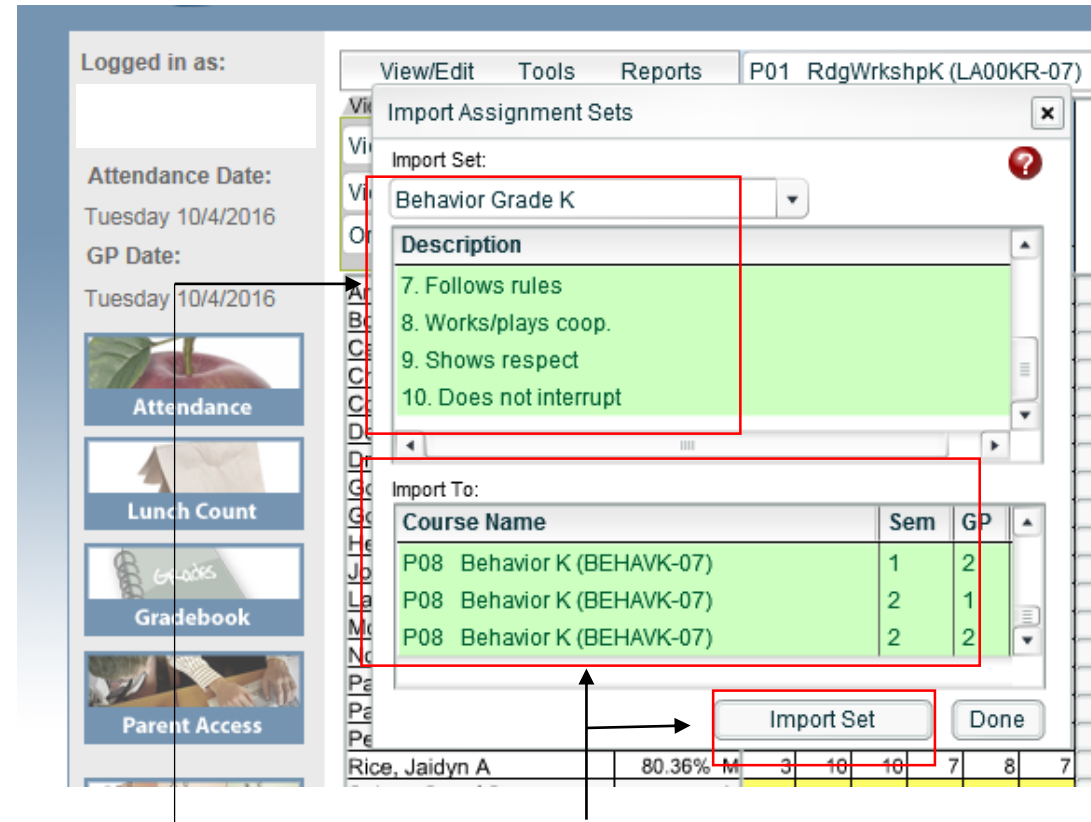 Logged in as:
Attendance Date:
Tuesday 10/4/2016
GP Date:
Tuesday 10/4/2016
Attendance
Lunch Count
Grades
Gradebook
Parent Access
View/Edit Tools Reports P01 RdgWrkshpK (LA00KR-07)
Import Assignment Sets
Import Set:
Behavior Grade K
Description
7. Follows rules
8. Works/plays coop.
9. Shows respect
10. Does not interrupt
Import To:
Course Name Sem GP
P08 Behavior K (BEHAVK-07) 1 2
P08 Behavior K (BEHAVK-07) 2 1
P08 Behavior K (BEHAVK-07) 2 2
Import Set Done
Rice, Jaidyn A 80.36% M 3 10 10 7 8 7